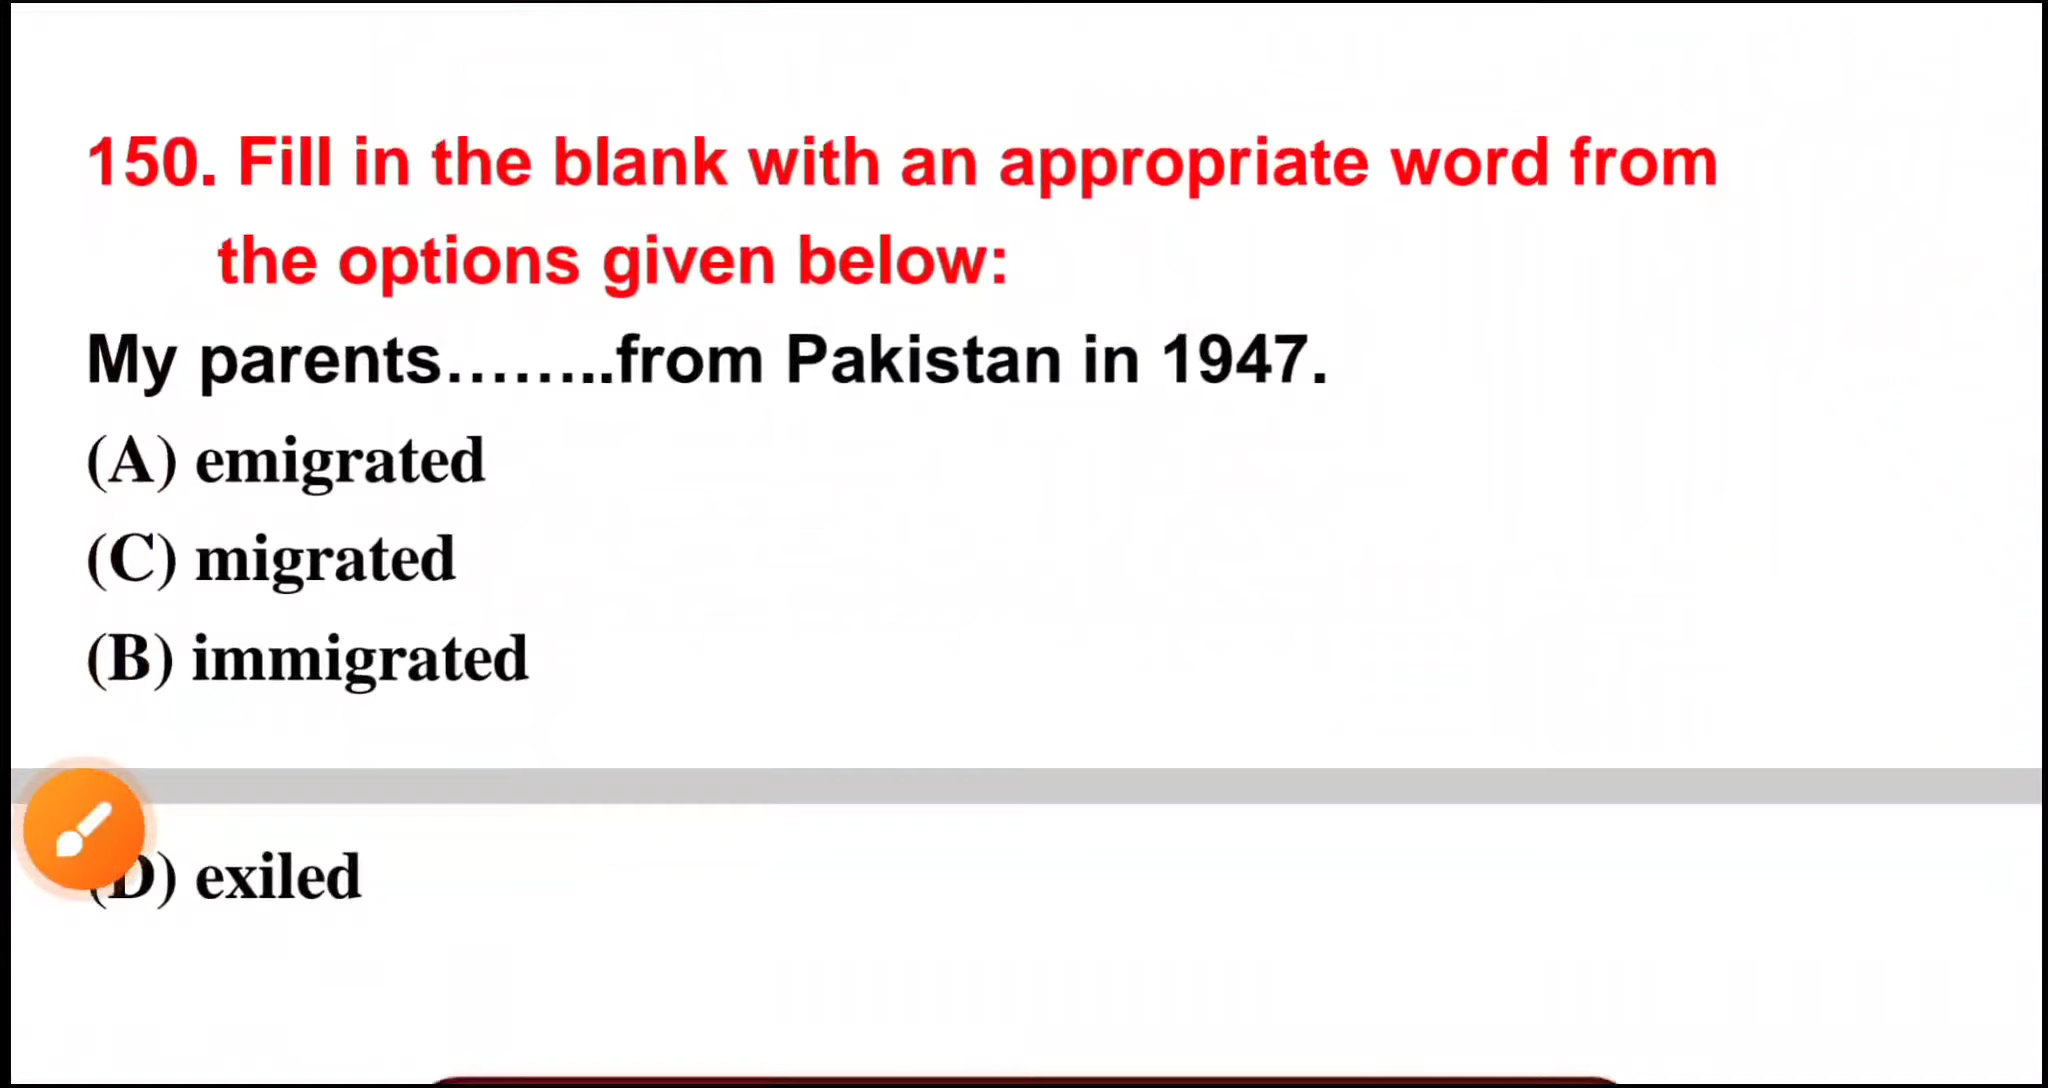 150. Fill in the blank with an appropriate word from
the options given below:
My parents........from Pakistan in 1947.
(A) emigrated
(C) migrated
(B) immigrated
(D) exiled